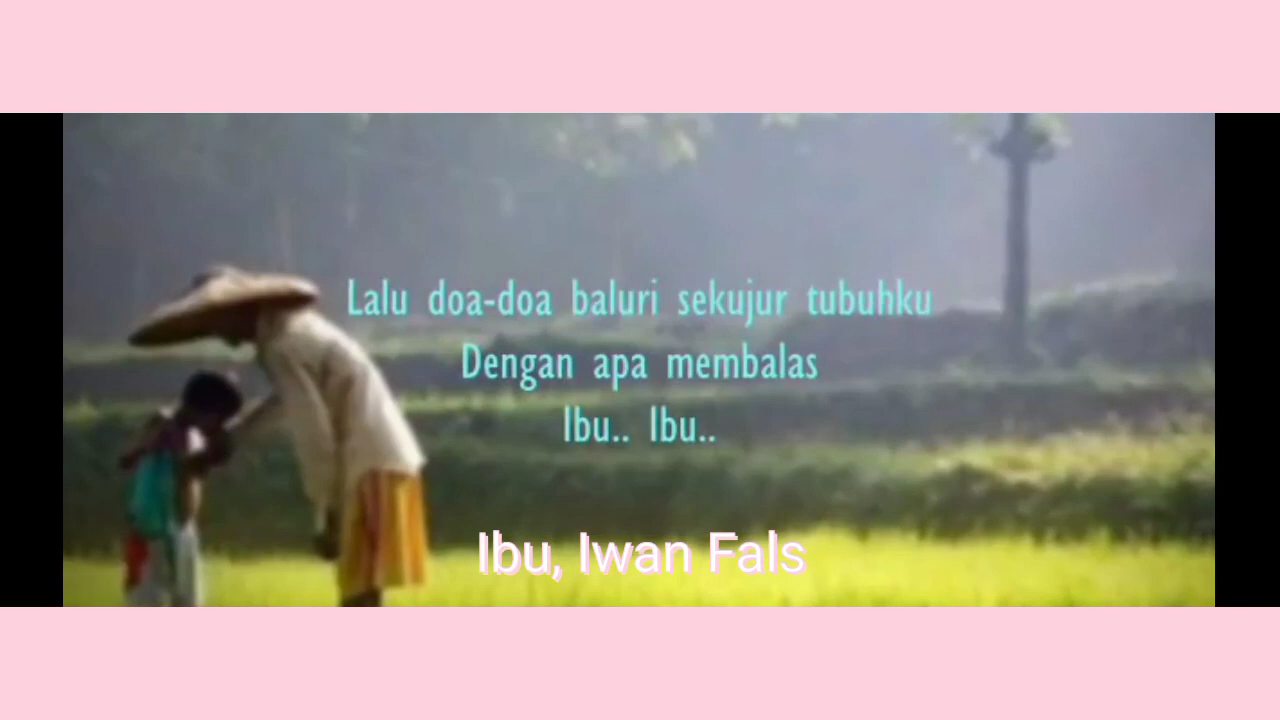 Lalu doa-doa baluri sekujur tubuhku
Dengan apa membalas
Ibu.. Ibu..
Ibu, Iwan Fals